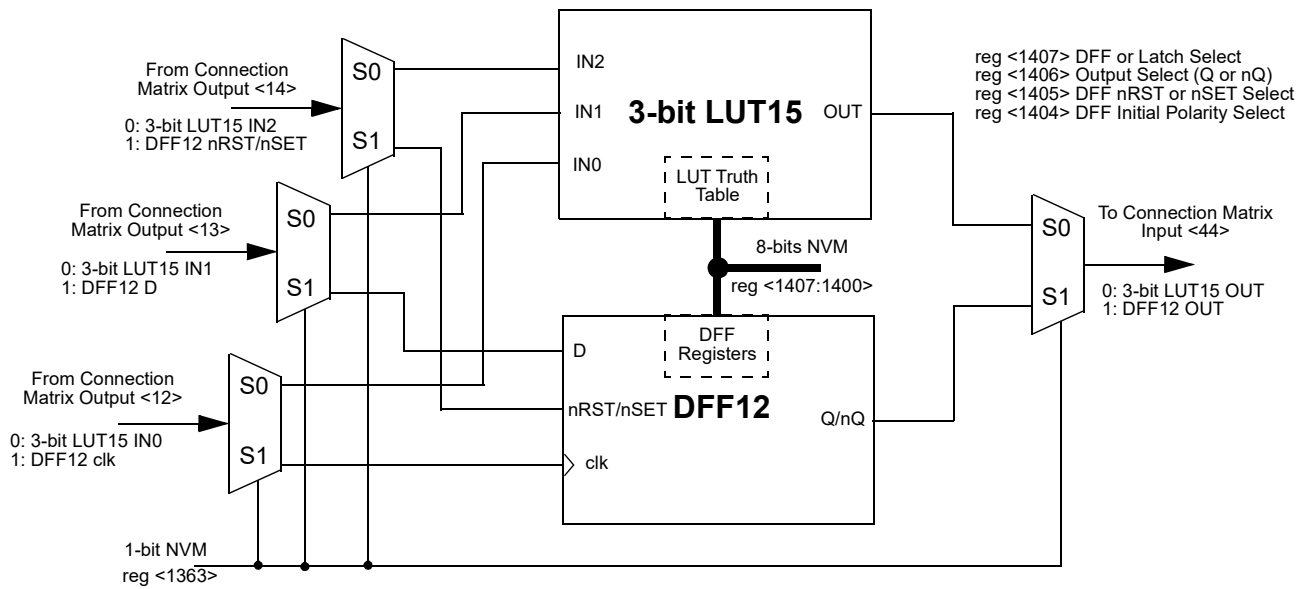 From Connection
Matrix Output <14>
0: 3-bit LUT15 IN2
1: DFF12 nRST/nSET
S0
S1
From Connection
Matrix Output <13>
0: 3-bit LUT15 IN1
1: DFF12 D
S0
S1
From Connection
Matrix Output <12>
0: 3-bit LUT15 IN0
1: DFF12 clk
S0
S1
1-bit NVM
reg <1363>
IN2
IN1
IN0
3-bit LUT15
OUT
LUT Truth
Table
8-bits NVM
reg <1407:1400>
DFF
Registers
D
nRST/nSET
DFF12
Q/nQ
clk
reg <1407> DFF or Latch Select
reg <1406> Output Select (Q or nQ)
reg <1405> DFF nRST or nSET Select
reg <1404> DFF Initial Polarity Select
S0
S1
To Connection Matrix
Input <44>
0: 3-bit LUT15 OUT
1: DFF12 OUT